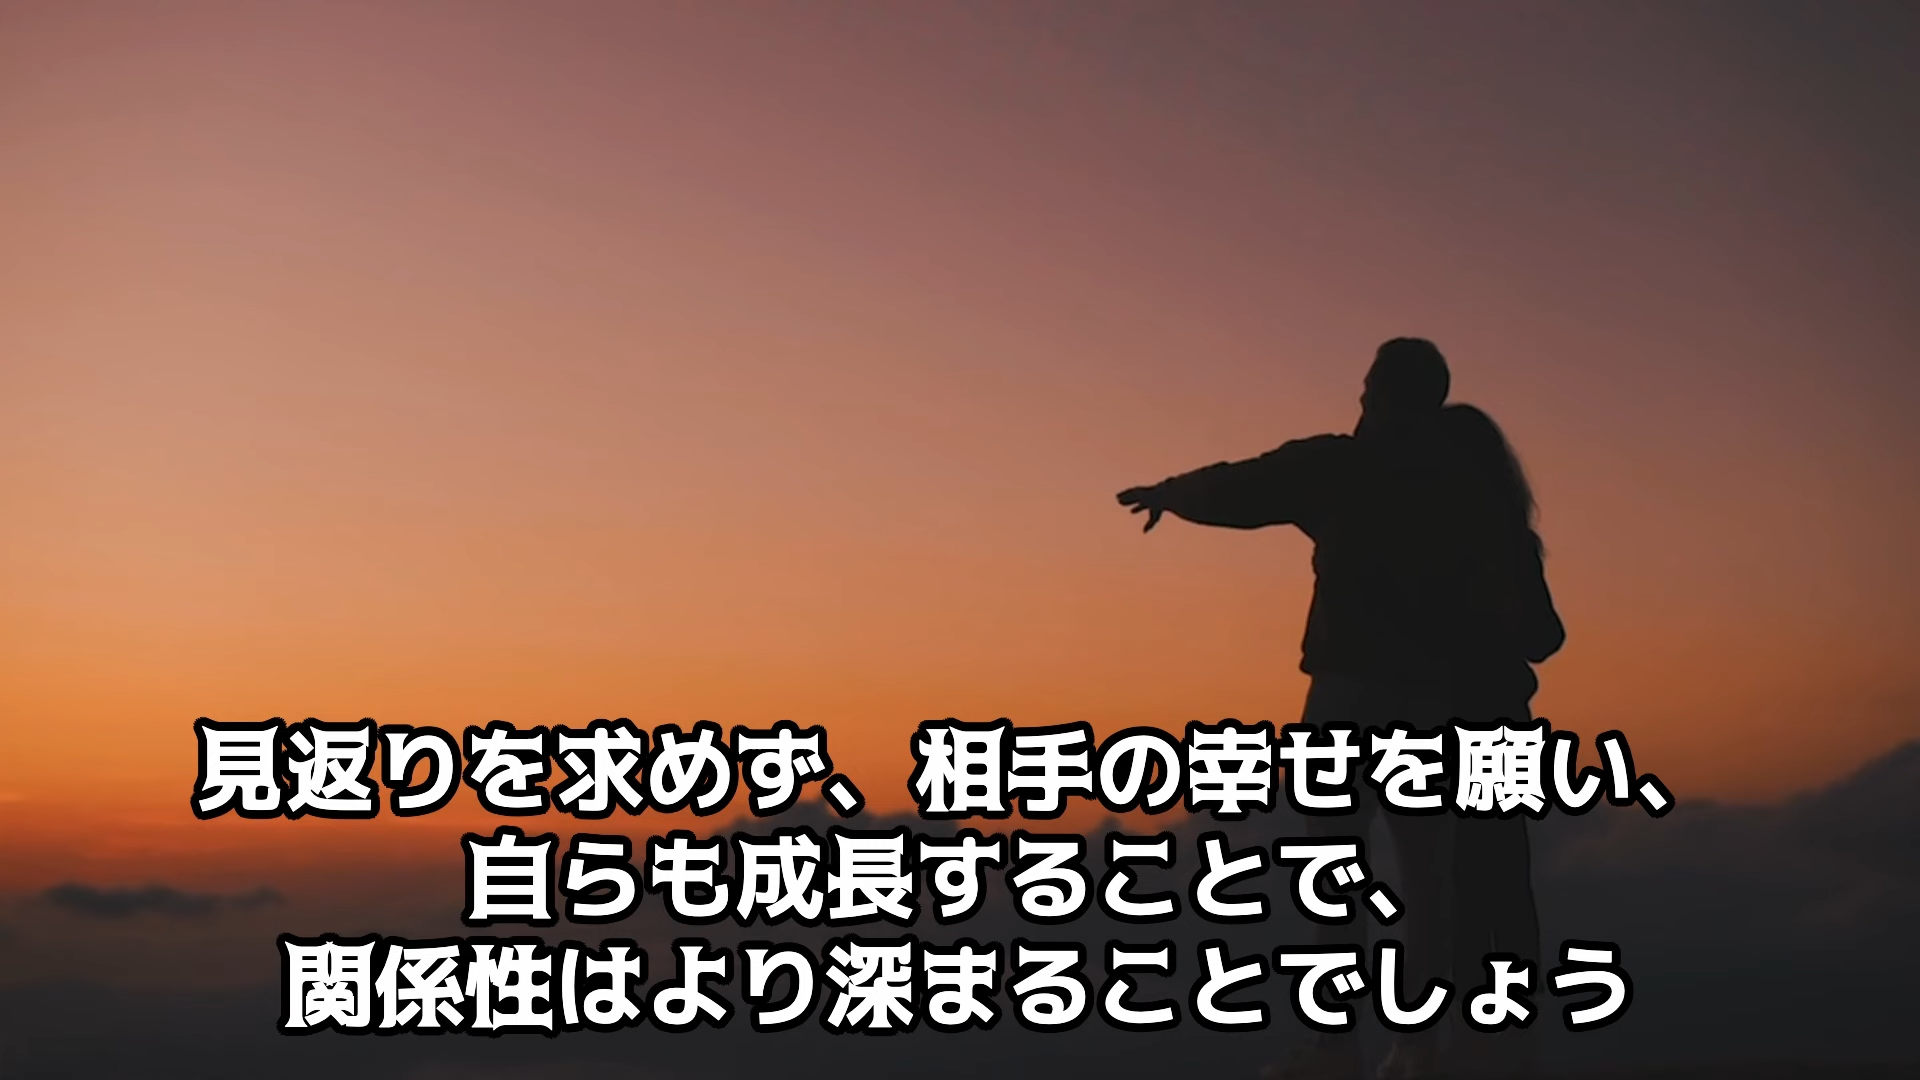 見返りを求めず、相手の幸せを願い、
自らも成長することで、
関係性はより深まることでしょう